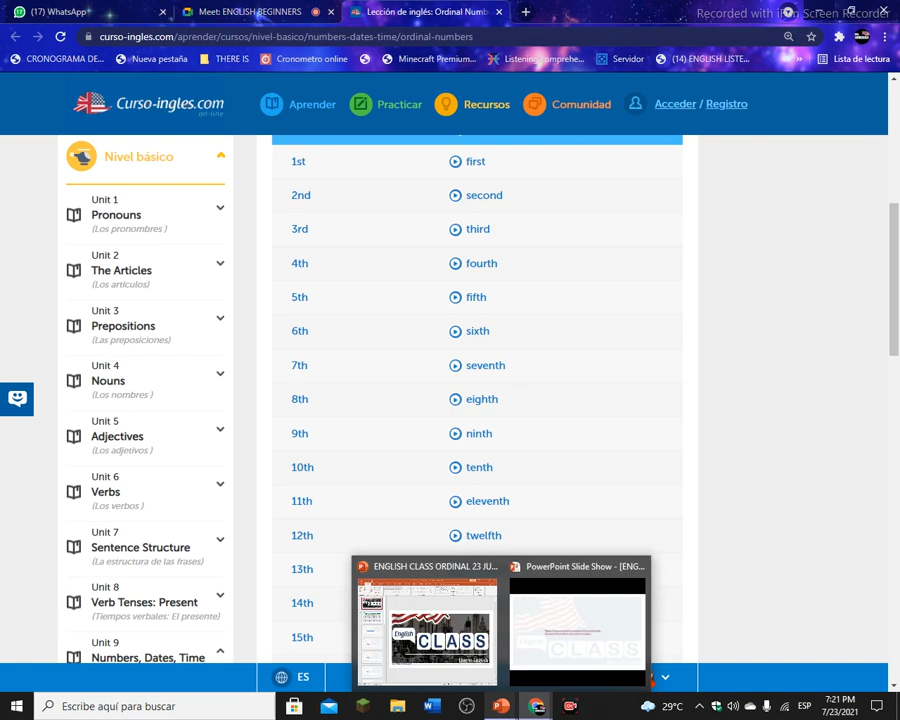 (17) WhatsApp
Meet: ENGLISH BEGINNERS
Lección de inglés: Ordinal Numb
Recorded with iFun Screen Recorder
curso-ingles.com/aprender/cursos/nivel-basico/numbers-dates-time/ordinal-numbers
CRONOGRAMA DE...
Nueva pestaña
THERE IS
Cronometro online
Minecraft Premium...
Listening comprehe...
Servidor
(14) ENGLISH LISTE...
»
Lista de lectura
Curso-ingles.com
on-line
Aprender
Practicar
Recursos
Comunidad
Acceder / Registro
Nivel básico
Unit 1
Pronouns
(Los pronombres )
Unit 2
The Articles
(Los artículos)
Unit 3
Prepositions
(Las preposiciones)
Unit 4
Nouns
(Los nombres )
Unit 5
Adjectives
(Los adjetivos )
Unit 6
Verbs
(Los verbos )
Unit 7
Sentence Structure
(La estructura de las frases)
Unit 8
Verb Tenses: Present
(Tiempos verbales: El presente)
Unit 9
Numbers, Dates, Time
1st first
2nd second
3rd third
4th fourth
5th fifth
6th sixth
7th seventh
8th eighth
9th ninth
10th tenth
11th eleventh
12th twelfth
13th
14th
15th
ENGLISH CLASS ORDINAL 23 JU...
PowerPoint Slide Show - [ENG...
English CLASS
English CLASS
ES
Escribe aquí para buscar
29°C
ESP
7:21 PM
7/23/2021